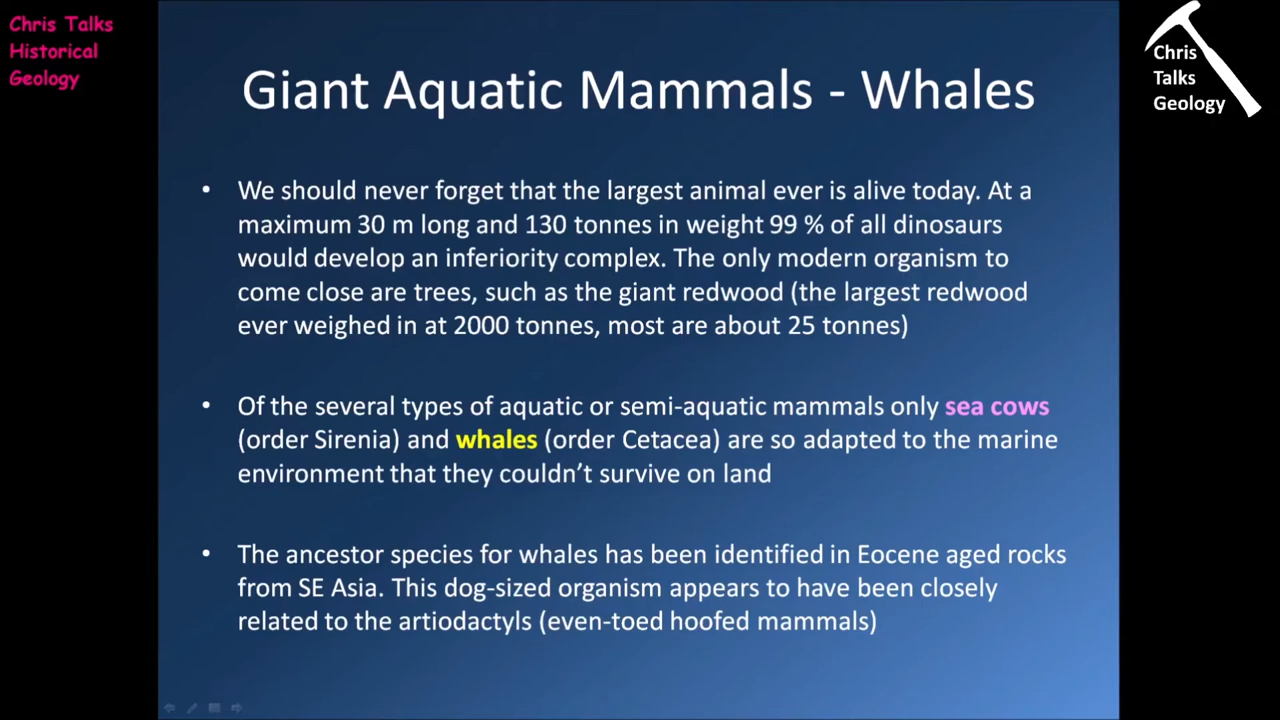 Chris Talks
Historical
Geology
Chris
Talks
Geology
Giant Aquatic Mammals - Whales
• We should never forget that the largest animal ever is alive today. At a
maximum 30 m long and 130 tonnes in weight 99 % of all dinosaurs
would develop an inferiority complex. The only modern organism to
come close are trees, such as the giant redwood (the largest redwood
ever weighed in at 2000 tonnes, most are about 25 tonnes)
• Of the several types of aquatic or semi-aquatic mammals only sea cows
(order Sirenia) and whales (order Cetacea) are so adapted to the marine
environment that they couldn’t survive on land
• The ancestor species for whales has been identified in Eocene aged rocks
from SE Asia. This dog-sized organism appears to have been closely
related to the artiodactyls (even-toed hoofed mammals)